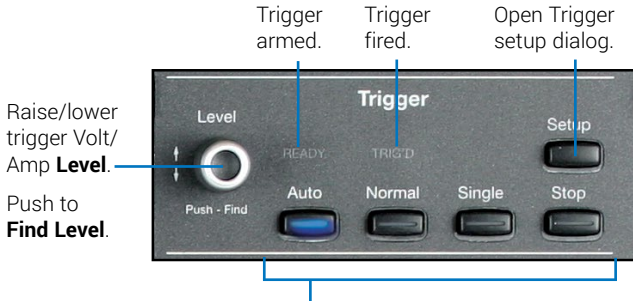 Trigger
armed.
Trigger
fired.
Open Trigger
setup dialog.
Raise/lower
trigger Volt/
Amp Level.
Push to
Find Level.
Trigger
Level
Setup
READY
TRIG'D
Auto
Normal
Single
Stop
Push - Find